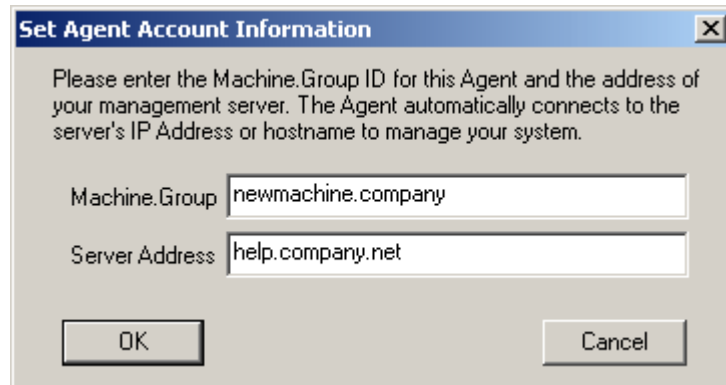 Set Agent Account Information
Please enter the Machine.Group ID for this Agent and the address of
your management server. The Agent automatically connects to the
server's IP Address or hostname to manage your system.
Machine.Group newmachine.company
Server Address help.company.net
OK Cancel